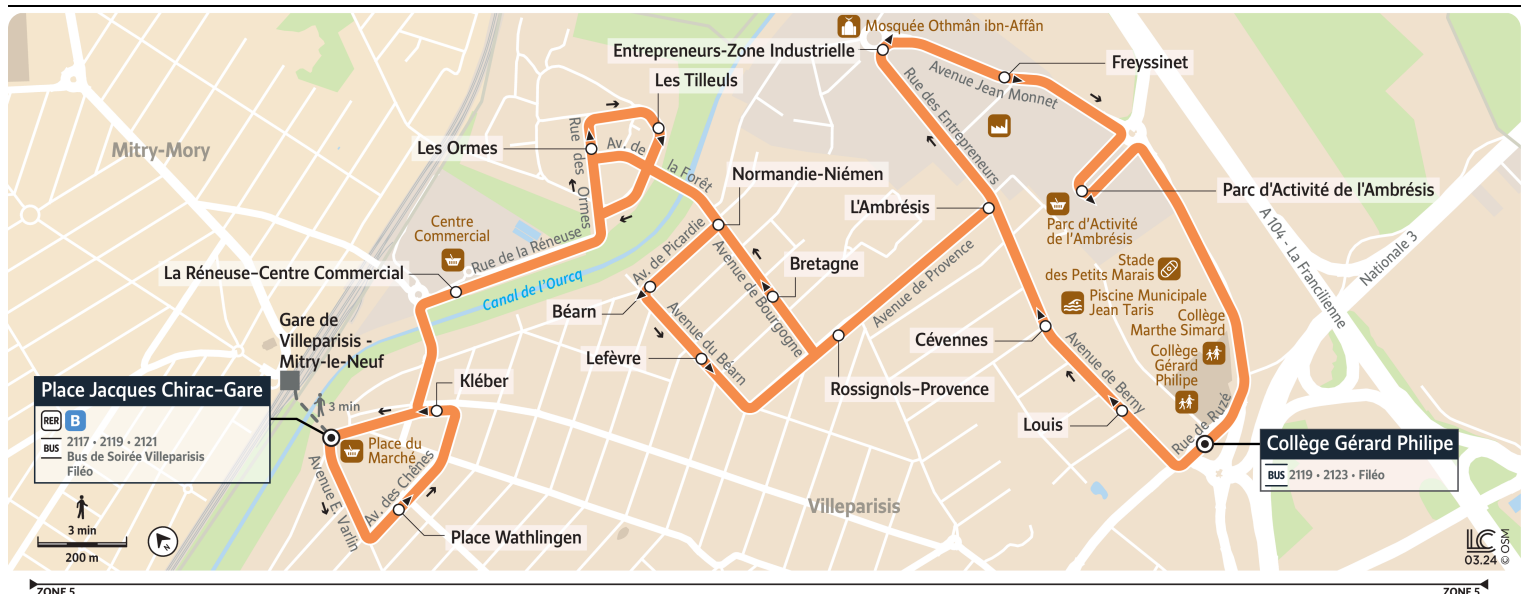 Mosquée Othmân ibn-Affân
Entrepreneurs-Zone Industrielle
Freyssinet
Les Tilleuls
Avenue Jean Monnet
Rue des Entrepreneurs
Mitry-Mory
Les Ormes
Rue des Ormes
Av. de la Forêt
Normandie-Niémen
L'Ambrésis
Parc d'Activité de l'Ambrésis
Parc d'Activité
de l'Ambrésis
A 104 - La Francilienne
Nationale 3
Centre
Commercial
Rue de la Réneuse
La Réneuse-Centre Commercial
Canal de l'Ourcq
Av. de Picardie
Avenue de Bourgogne
Bretagne
Avenue de Provence
Stade
des Petits Marais
Piscine Municipale
Jean Taris
Collège
Marthe Simard
Collège
Gérard
Philipe
Béarn
Avenue du Béarn
Lefèvre
Cévennes
Avenue de Berny
Rossignols-Provence
Louis
Rue de Ruzé
Gare de
Villeparisis -
Mitry-le-Neuf
Place Jacques Chirac-Gare
RER B
BUS
2117 • 2119 • 2121
Bus de Soirée Villeparisis
Filéo
3 min
Kléber
Place du
Marché
Avenue E. Varlin
Av. des Chênes
Place Wathlingen
Villeparisis
Collège Gérard Philipe
BUS 2119 • 2123 • Filéo
3 min
200 m
N
LC
03.24
© OSM
ZONE 5
ZONE 5